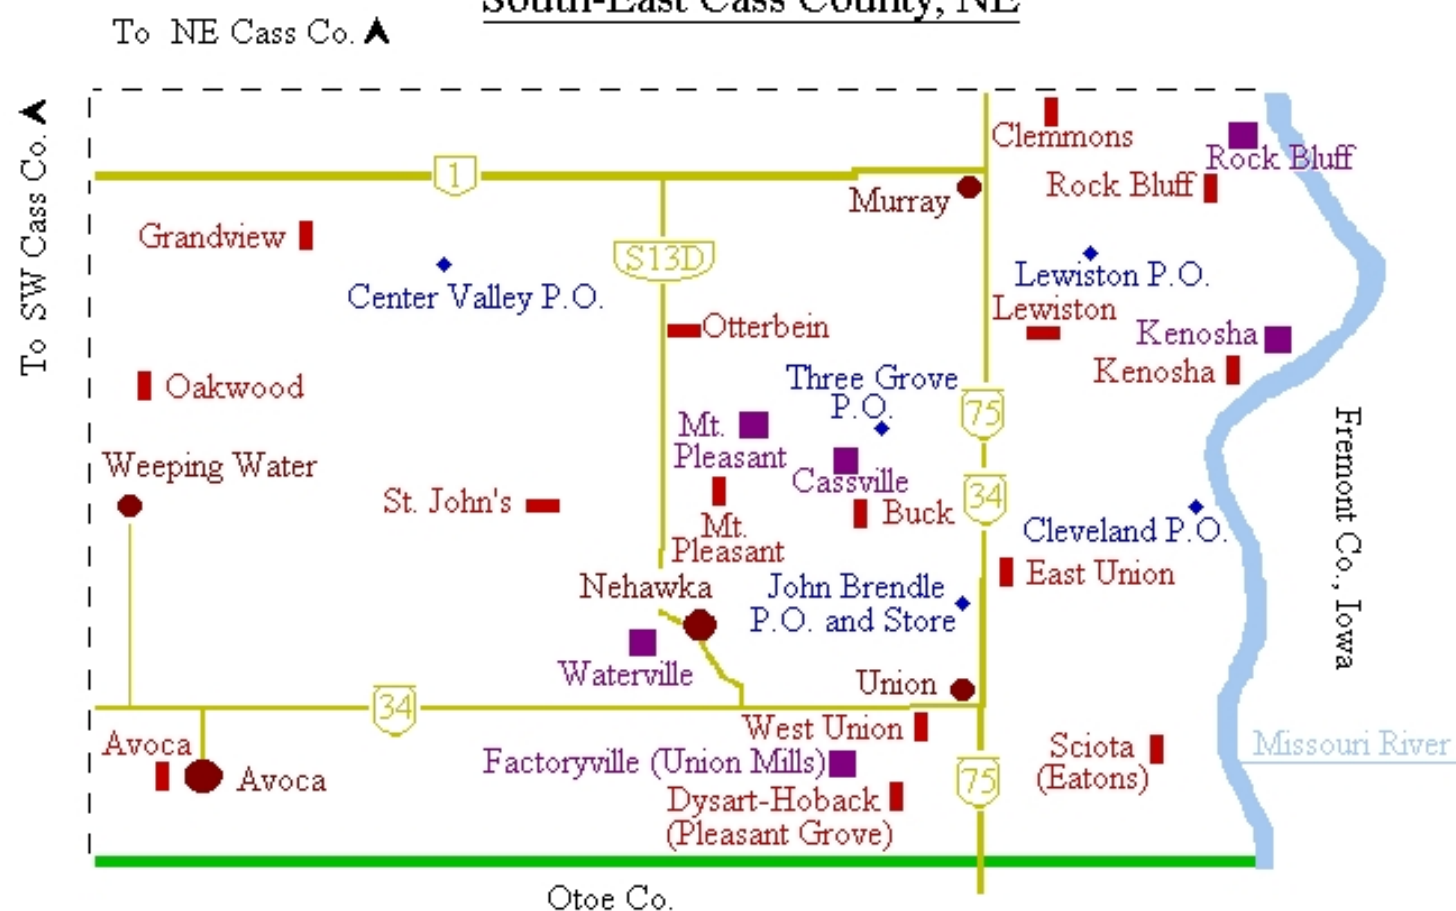 South-East Cass County, NE
To NE Cass Co.
To SW Cass Co.
Clemmons
Rock Bluff
1
Rock Bluff
Murray
Grandview
S13D
Lewiston P.O.
Center Valley P.O.
Lewiston
Otterbein
Kenosha
Kenosha
Three Grove
P.O.
Oakwood
75
Mt.
Pleasant
Fremont Co., Iowa
Weeping Water
Cassville
34
St. John's
Buck
Mt.
Pleasant
Cleveland P.O.
East Union
Nehawka
John Brendle
P.O. and Store
Waterville
Union
34
West Union
Avoca
Sciota
(Eatons)
Missouri River
Factoryville (Union Mills)
Avoca
75
Dysart-Hoback
(Pleasant Grove)
Otoe Co.